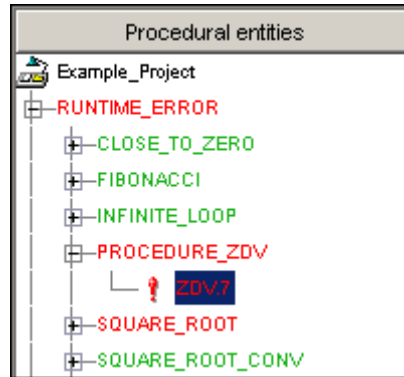 Procedural entities
Example_Project
RUNTIME_ERROR
CLOSE_TO_ZERO
FIBONACCI
INFINITE_LOOP
PROCEDURE_ZDV
ZDV.7
SQUARE_ROOT
SQUARE_ROOT_CONV